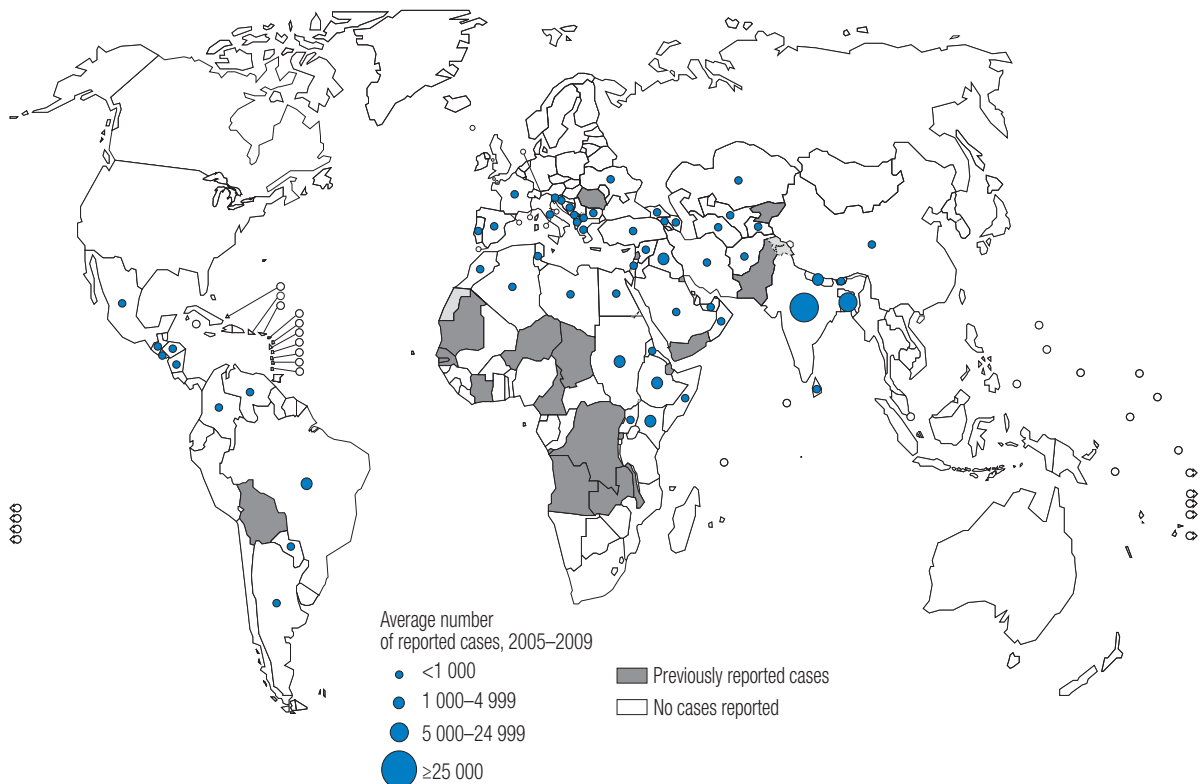 Average number
of reported cases, 2005–2009
<1 000
1 000–4 999
5 000–24 999
≥25 000
Previously reported cases
No cases reported